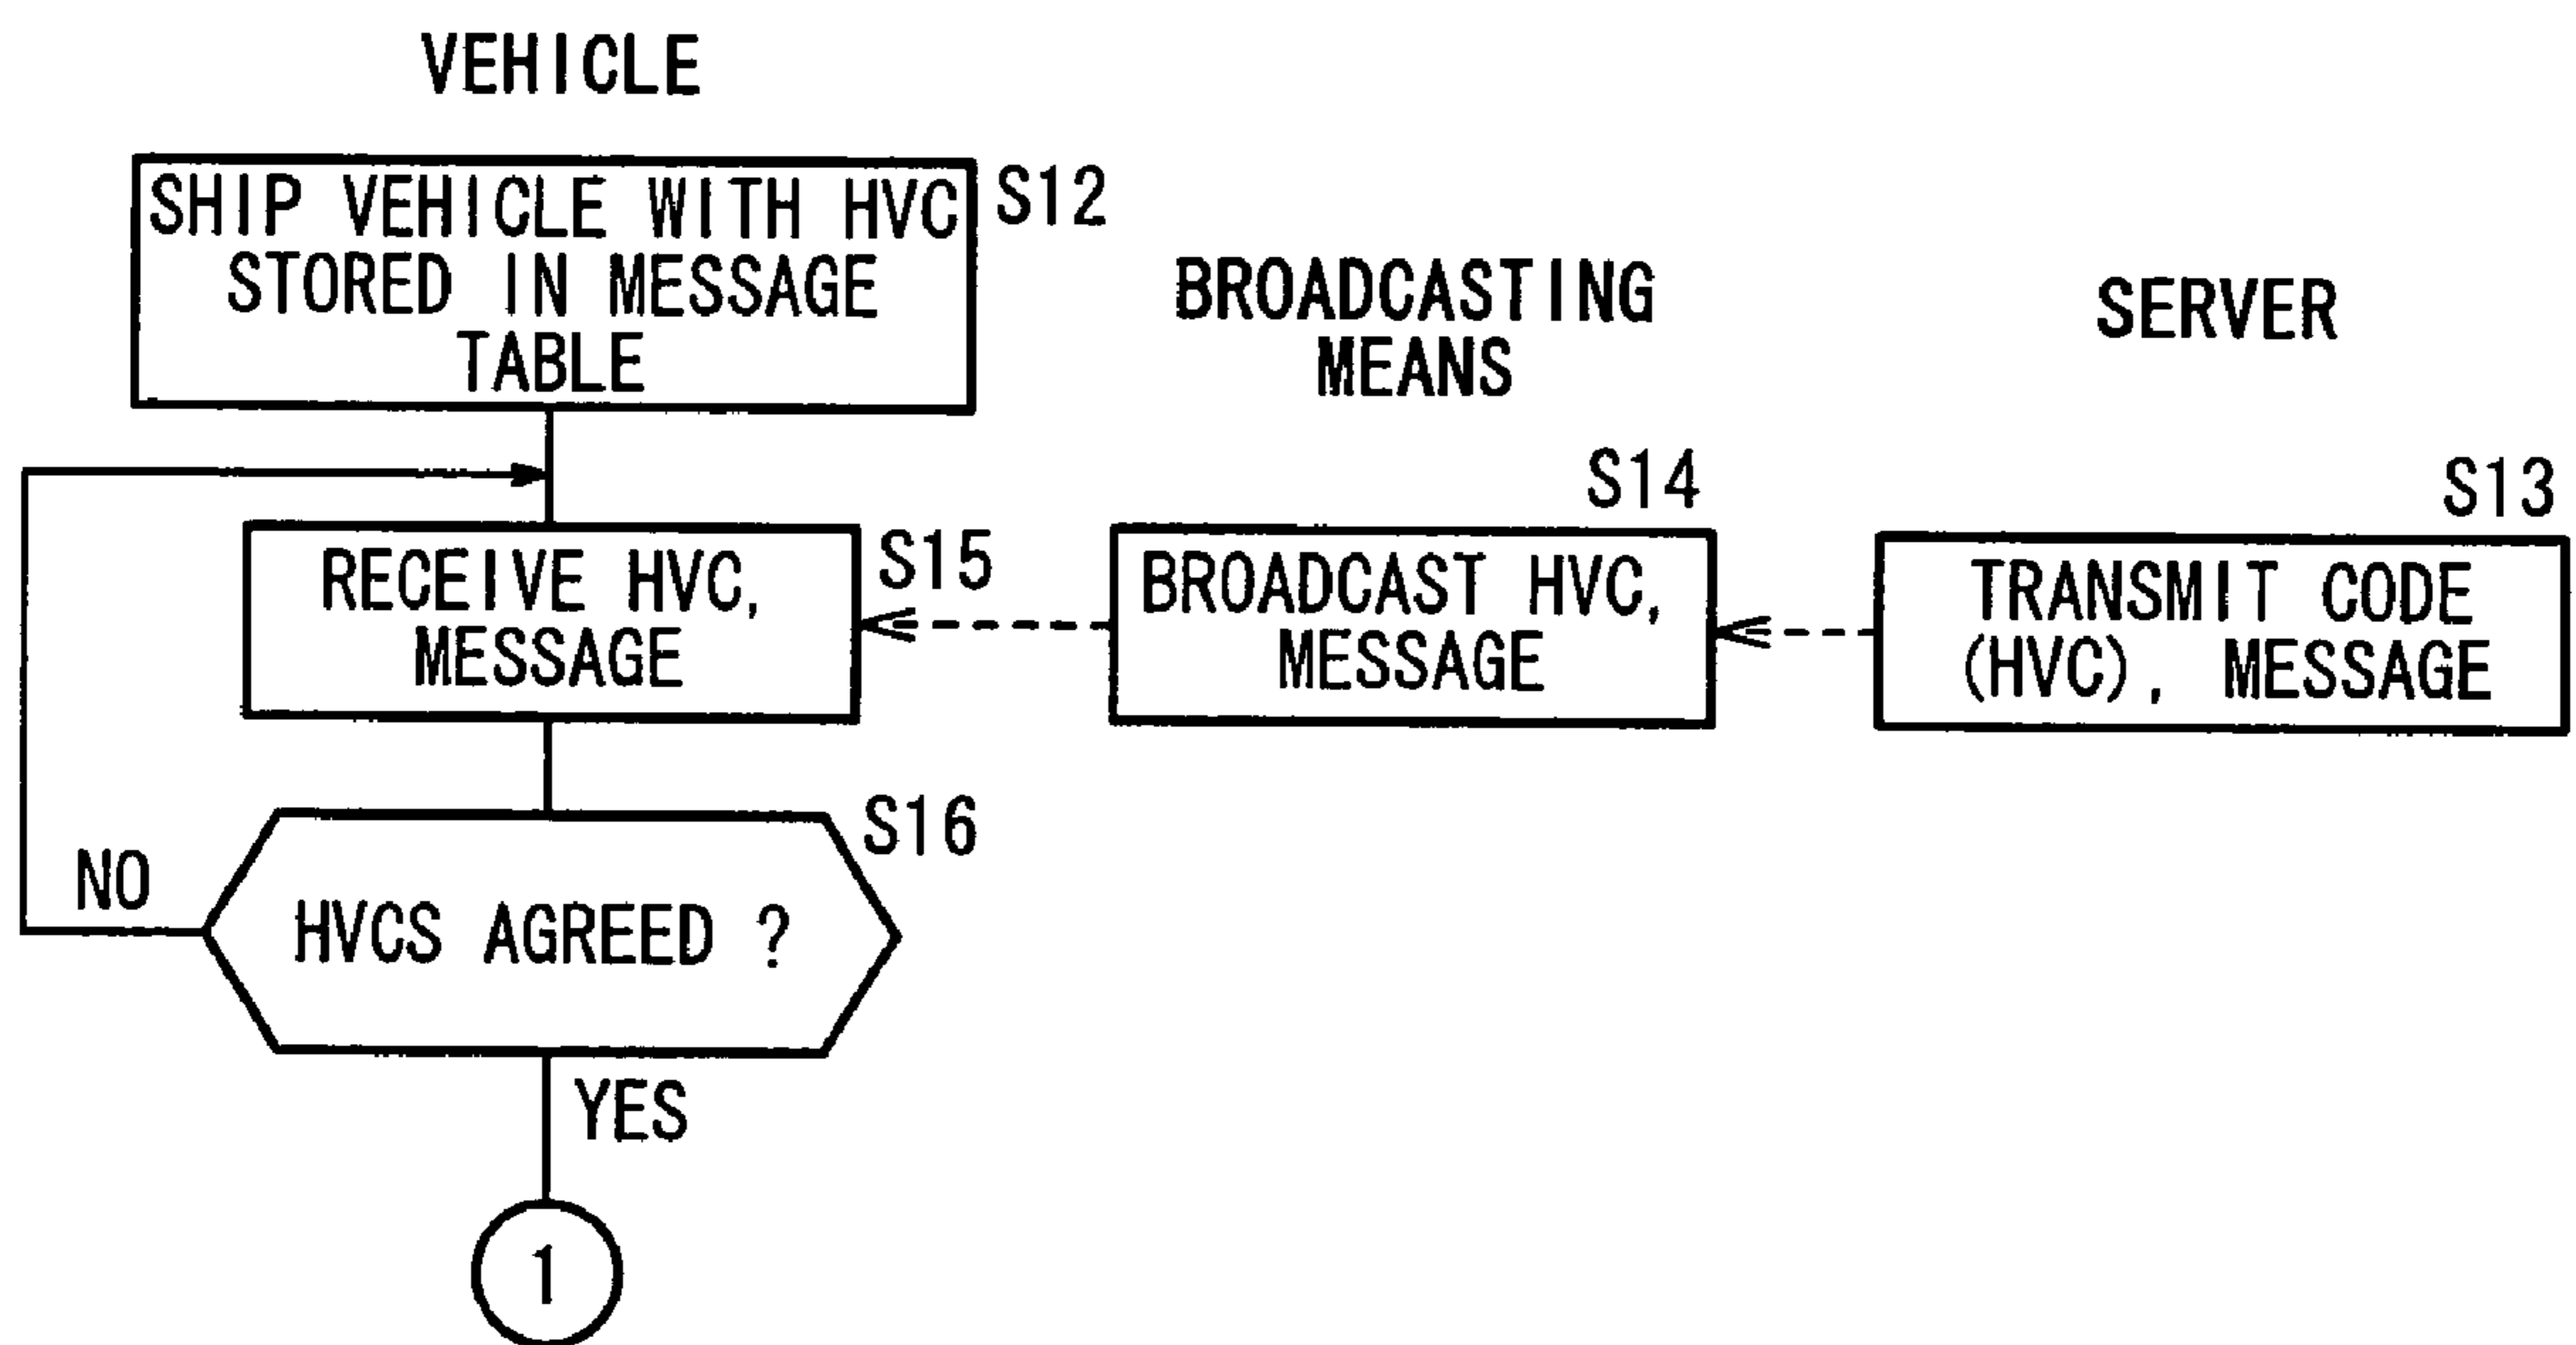 VEHICLE
SHIP VEHICLE WITH HVC
STORED IN MESSAGE
TABLE
S12
BROADCASTING
MEANS
SERVER
S14
S13
RECEIVE HVC,
MESSAGE
S15
BROADCAST HVC,
MESSAGE
TRANSMIT CODE
(HVC), MESSAGE
S16
NO
HVCS AGREED ?
YES
1